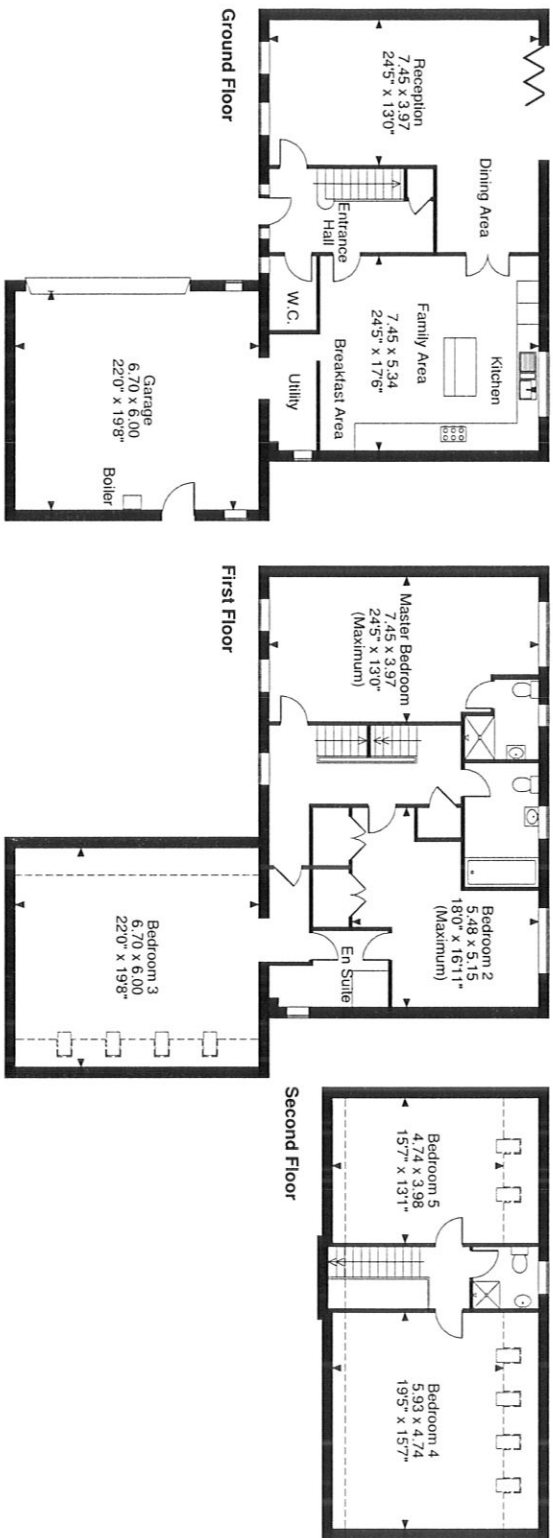 Ground Floor
Reception
7.45 x 3.97
24'5" x 13'0"
Dining Area
Entrance
Hall
W.C.
Kitchen
Family Area
7.45 x 5.34
24'5" x 17'6"
Breakfast Area
Utility
Garage
6.70 x 6.00
22'0" x 19'8"
Boiler
First Floor
Master Bedroom
7.45 x 3.97
24'5" x 13'0"
(Maximum)
Bedroom 2
5.48 x 5.15
18'0" x 16'11"
(Maximum)
En Suite
Bedroom 3
6.70 x 6.00
22'0" x 19'8"
Second Floor
Bedroom 5
4.74 x 3.98
15'7" x 13'1"
Bedroom 4
5.93 x 4.74
19'5" x 15'7"